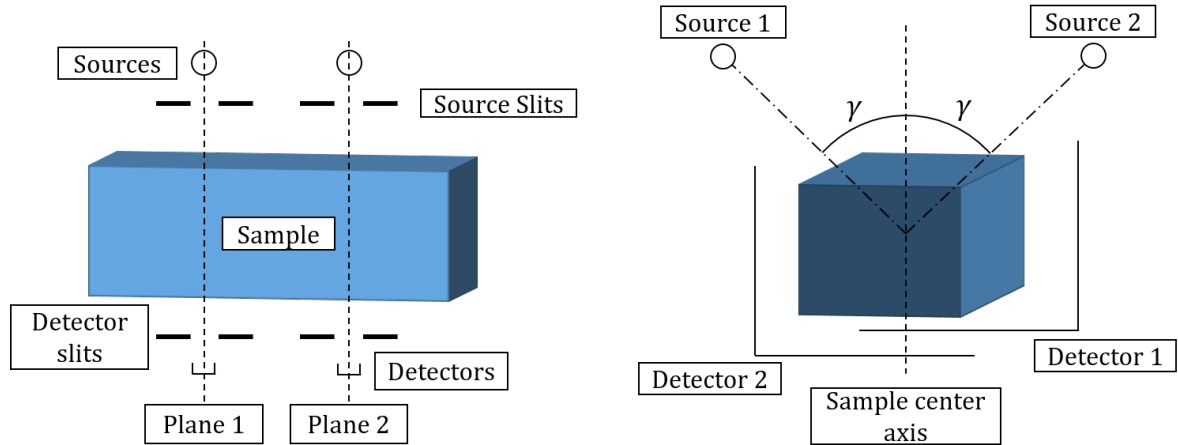 Sources
Source Slits
Sample
Detector
slits
Detectors
Plane 1
Plane 2
Source 1
Source 2
γ
γ
Detector 1
Detector 2
Sample center
axis